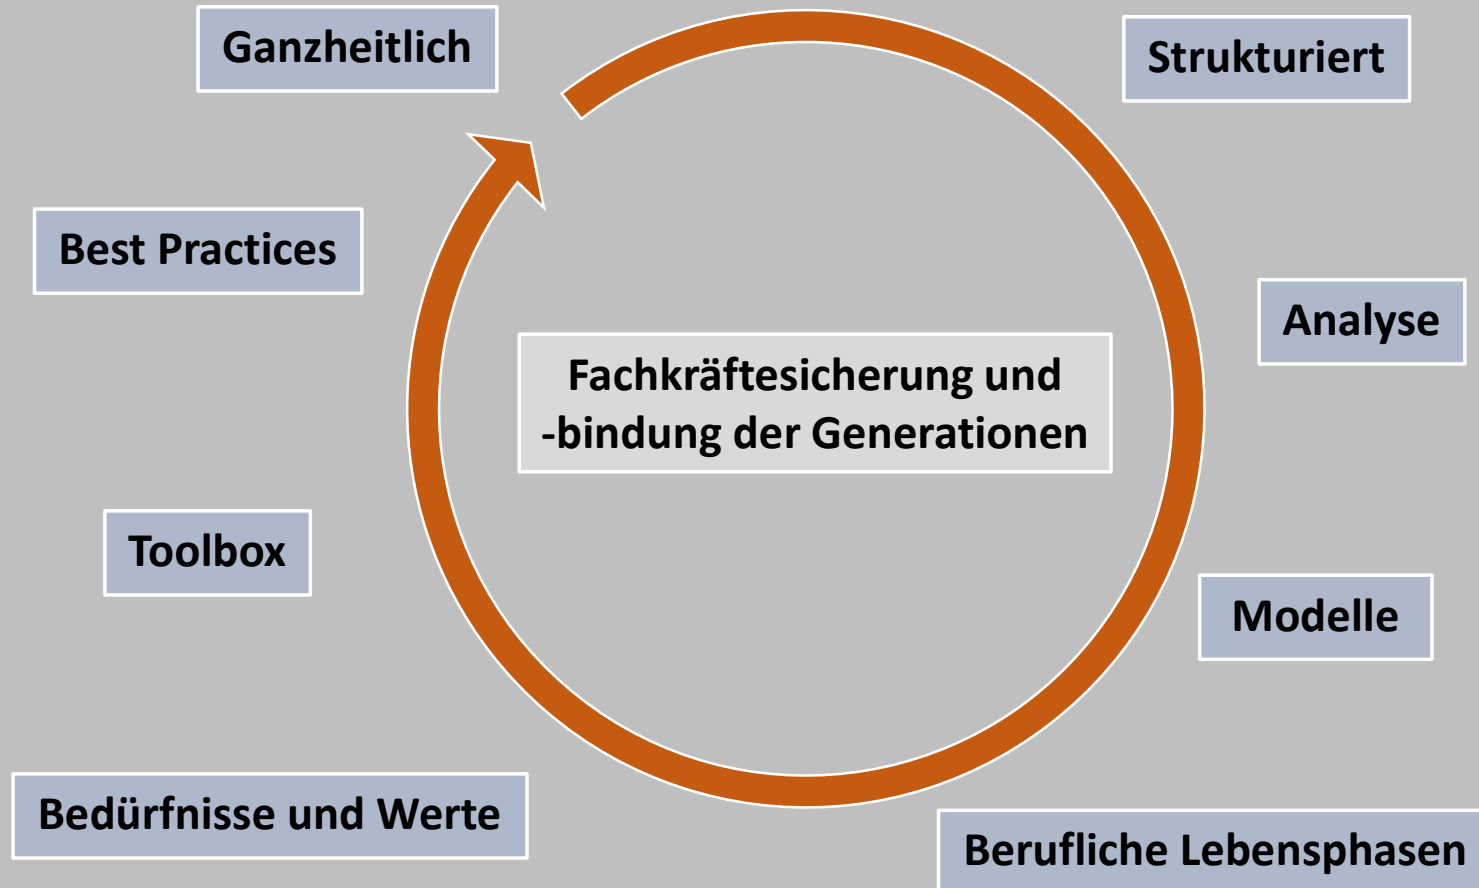 Ganzheitlich
Strukturiert
Best Practices
Analyse
Fachkräftesicherung und
-bindung der Generationen
Toolbox
Modelle
Bedürfnisse und Werte
Berufliche Lebensphasen